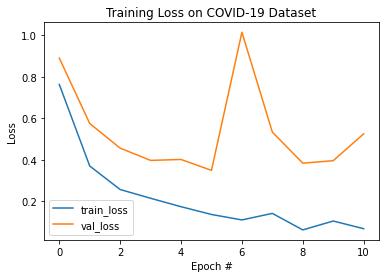 Training Loss on COVID-19 Dataset
1.0
0.8
0.6
0.4
0.2
Loss
train_loss
val_loss
0 2 4 6 8 10
Epoch #